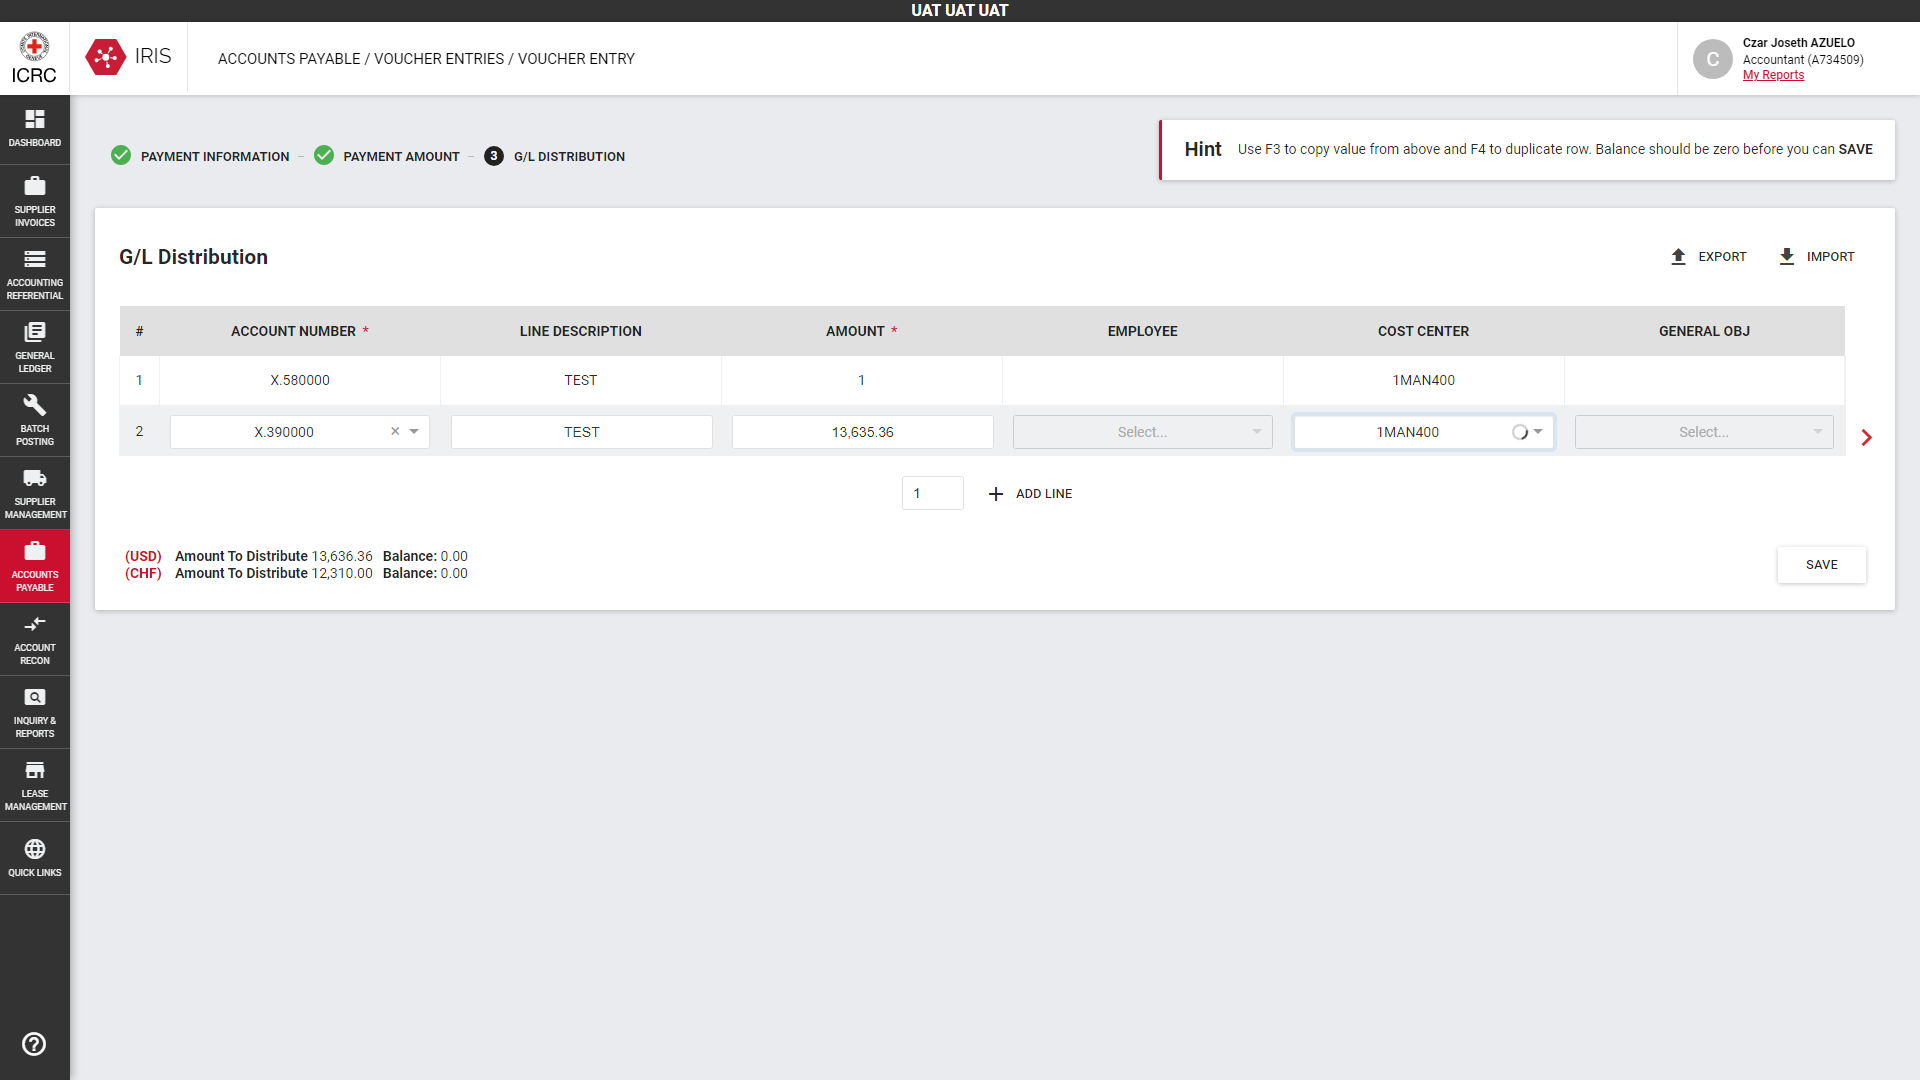 UAT UAT UAT
ICRC
IRIS
ACCOUNTS PAYABLE / VOUCHER ENTRIES / VOUCHER ENTRY
C
Czar Joseth AZUELO
Accountant (A734509)
My Reports
DASHBOARD
SUPPLIER
INVOICES
ACCOUNTING
REFERENTIAL
GENERAL
LEDGER
BATCH
POSTING
SUPPLIER
MANAGEMENT
ACCOUNTS
PAYABLE
ACCOUNT
RECON
INQUIRY &
REPORTS
LEASE
MANAGEMENT
QUICK LINKS
PAYMENT INFORMATION – PAYMENT AMOUNT – 3 G/L DISTRIBUTION
Hint Use F3 to copy value from above and F4 to duplicate row. Balance should be zero before you can SAVE
G/L Distribution
EXPORT IMPORT
# ACCOUNT NUMBER * LINE DESCRIPTION AMOUNT * EMPLOYEE COST CENTER GENERAL OBJ
1 X.580000 TEST 1 1MAN400
2 X.390000 × TEST 13,635.36 Select... 1MAN400 Select...
1 + ADD LINE
(USD) Amount To Distribute 13,636.36 Balance: 0.00
(CHF) Amount To Distribute 12,310.00 Balance: 0.00
SAVE